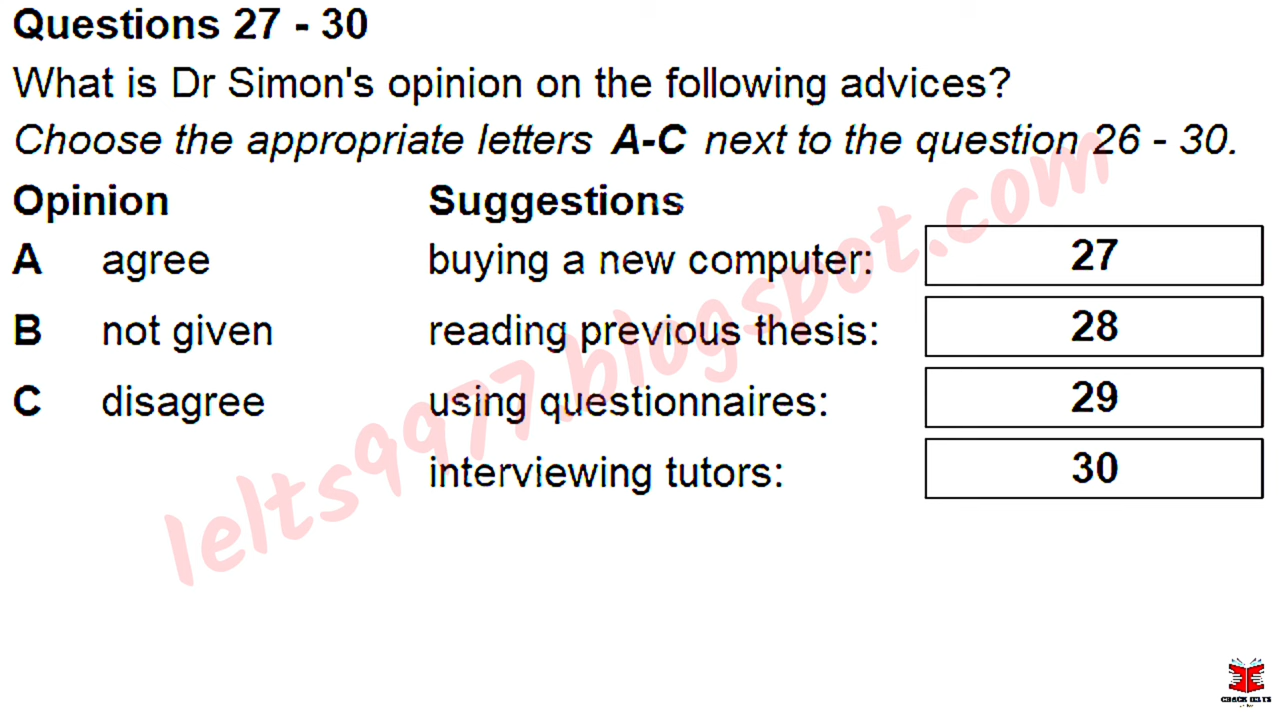 Questions 27 - 30
What is Dr Simon's opinion on the following advices?
Choose the appropriate letters A-C next to the question 26 - 30.
Opinion Suggestions
A agree buying a new computer: 27
B not given reading previous thesis: 28
C disagree using questionnaires: 29
interviewing tutors: 30
Ielts9977.blogspot.com
CRACK IELTS